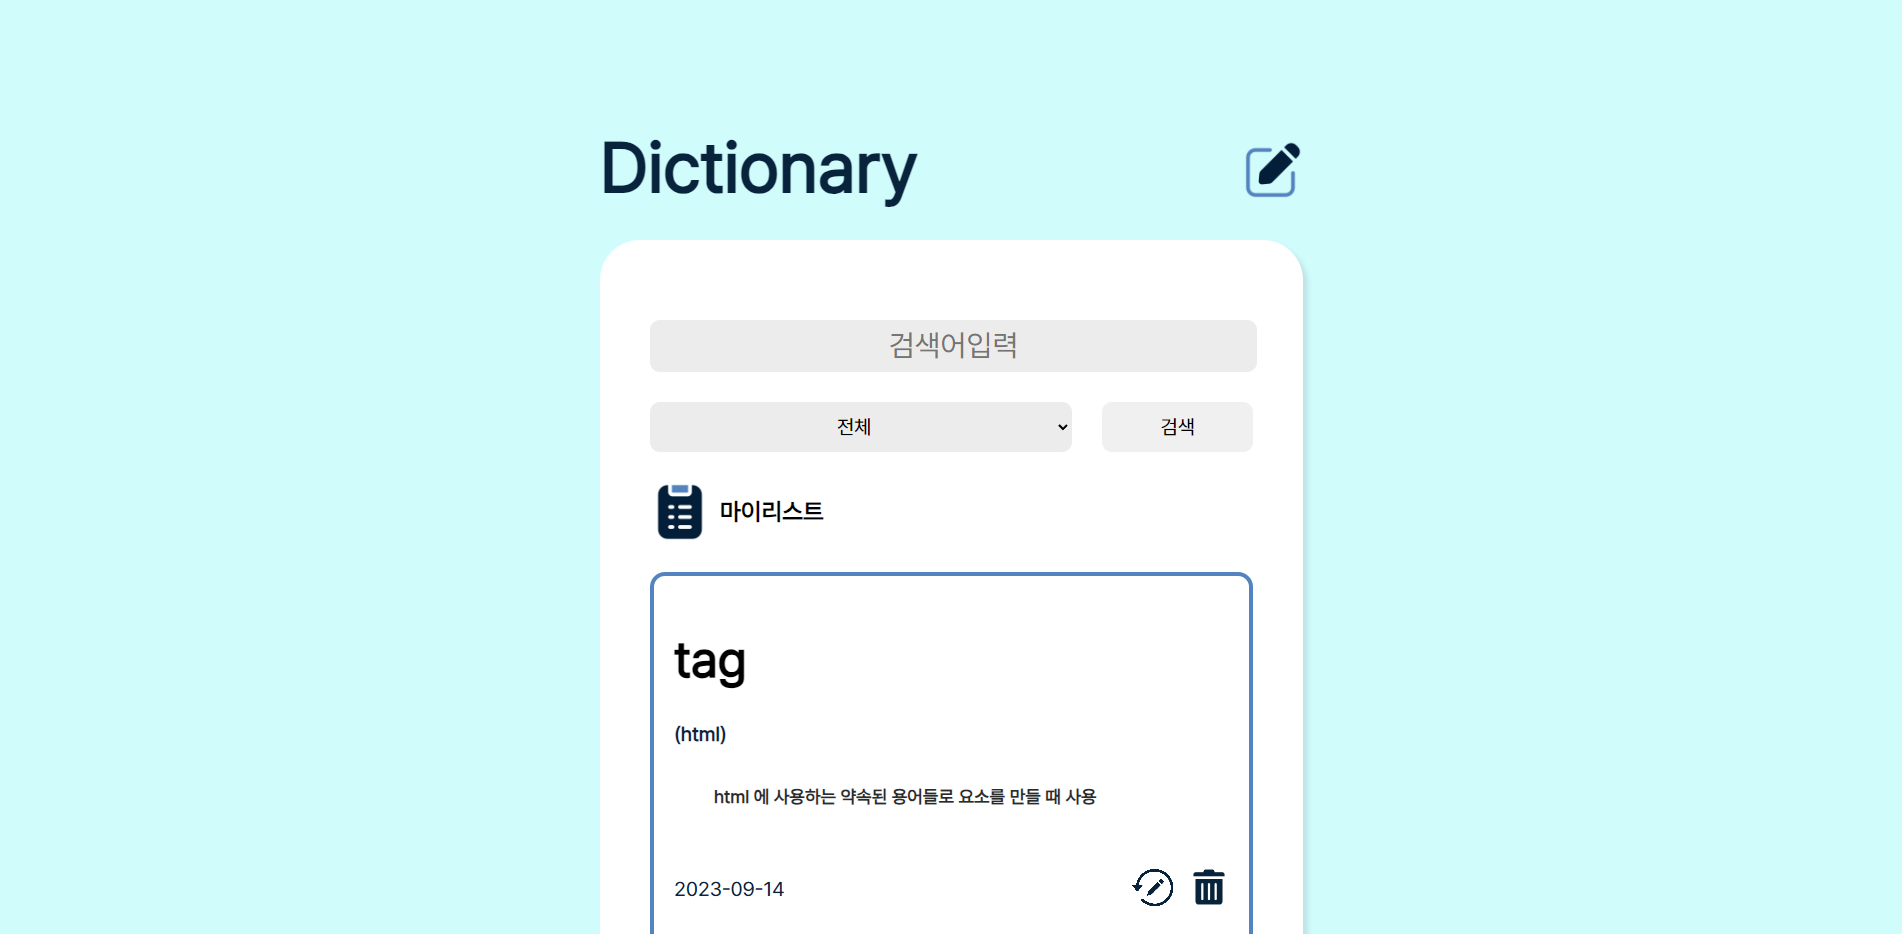 Dictionary
검색어입력
전체
검색
마이리스트
tag
(html)
html 에 사용하는 약속된 용어들로 요소를 만들 때 사용
2023-09-14